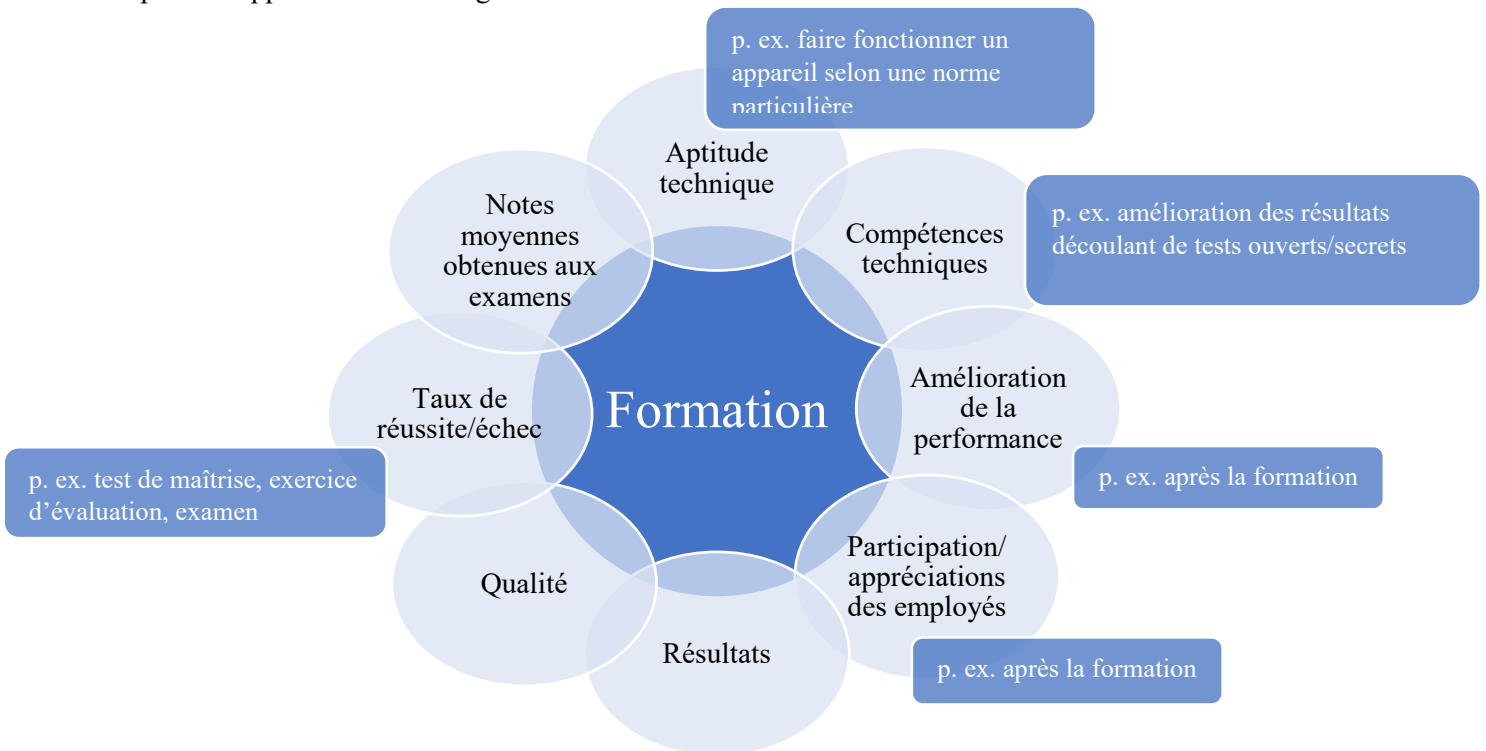 p. ex. faire fonctionner un
appareil selon une norme
particulière
Aptitude
technique
p. ex. amélioration des résultats
découlant de tests ouverts/secrets
Compétences
techniques
Amélioration
de la
performance
p. ex. après la formation
Participation/
appréciations
des employés
p. ex. après la formation
Résultats
Qualité
Taux de
réussite/échec
p. ex. test de maîtrise, exercice
d’évaluation, examen
Notes
moyennes
obtenues aux
examens
Formation